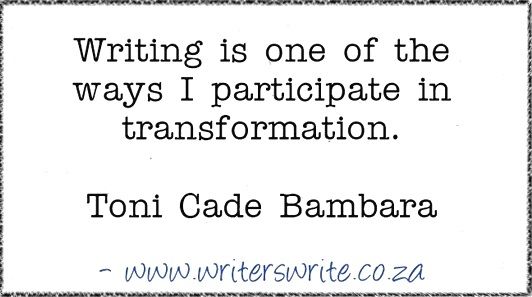 Writing is one of the
ways I participate in
transformation.
Toni Cade Bambara
- www.writerswrite.co.za